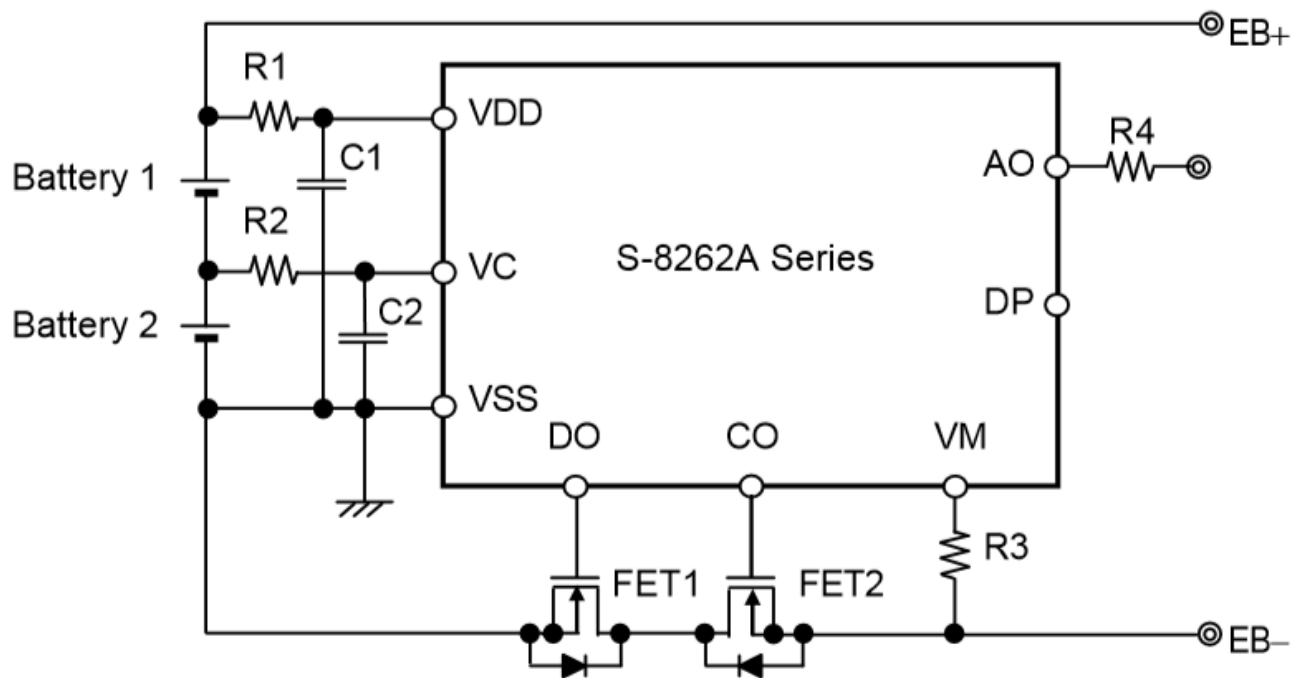 EB+
R1
VDD
R4
C1
AO
Battery 1
R2
S-8262A Series
VC
DP
C2
Battery 2
VSS
DO
CO
VM
R3
FET1
FET2
EB−